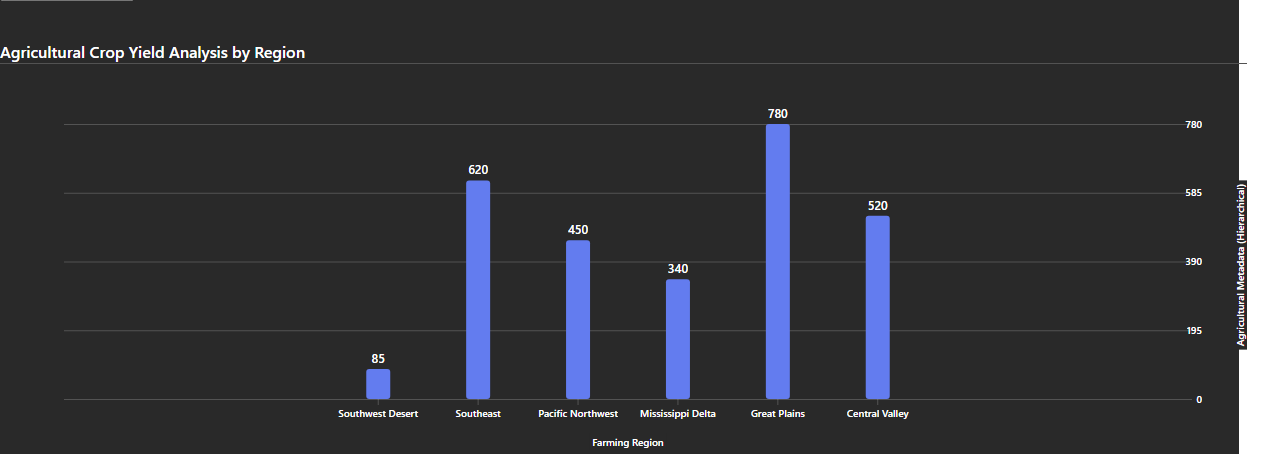 Agricultural Crop Yield Analysis by Region
780
780
620
585
520
450
390
340
195
85
0
Southwest Desert Southeast Pacific Northwest Mississippi Delta Great Plains Central Valley
Farming Region
Agricultural Metadata (Hierarchical)